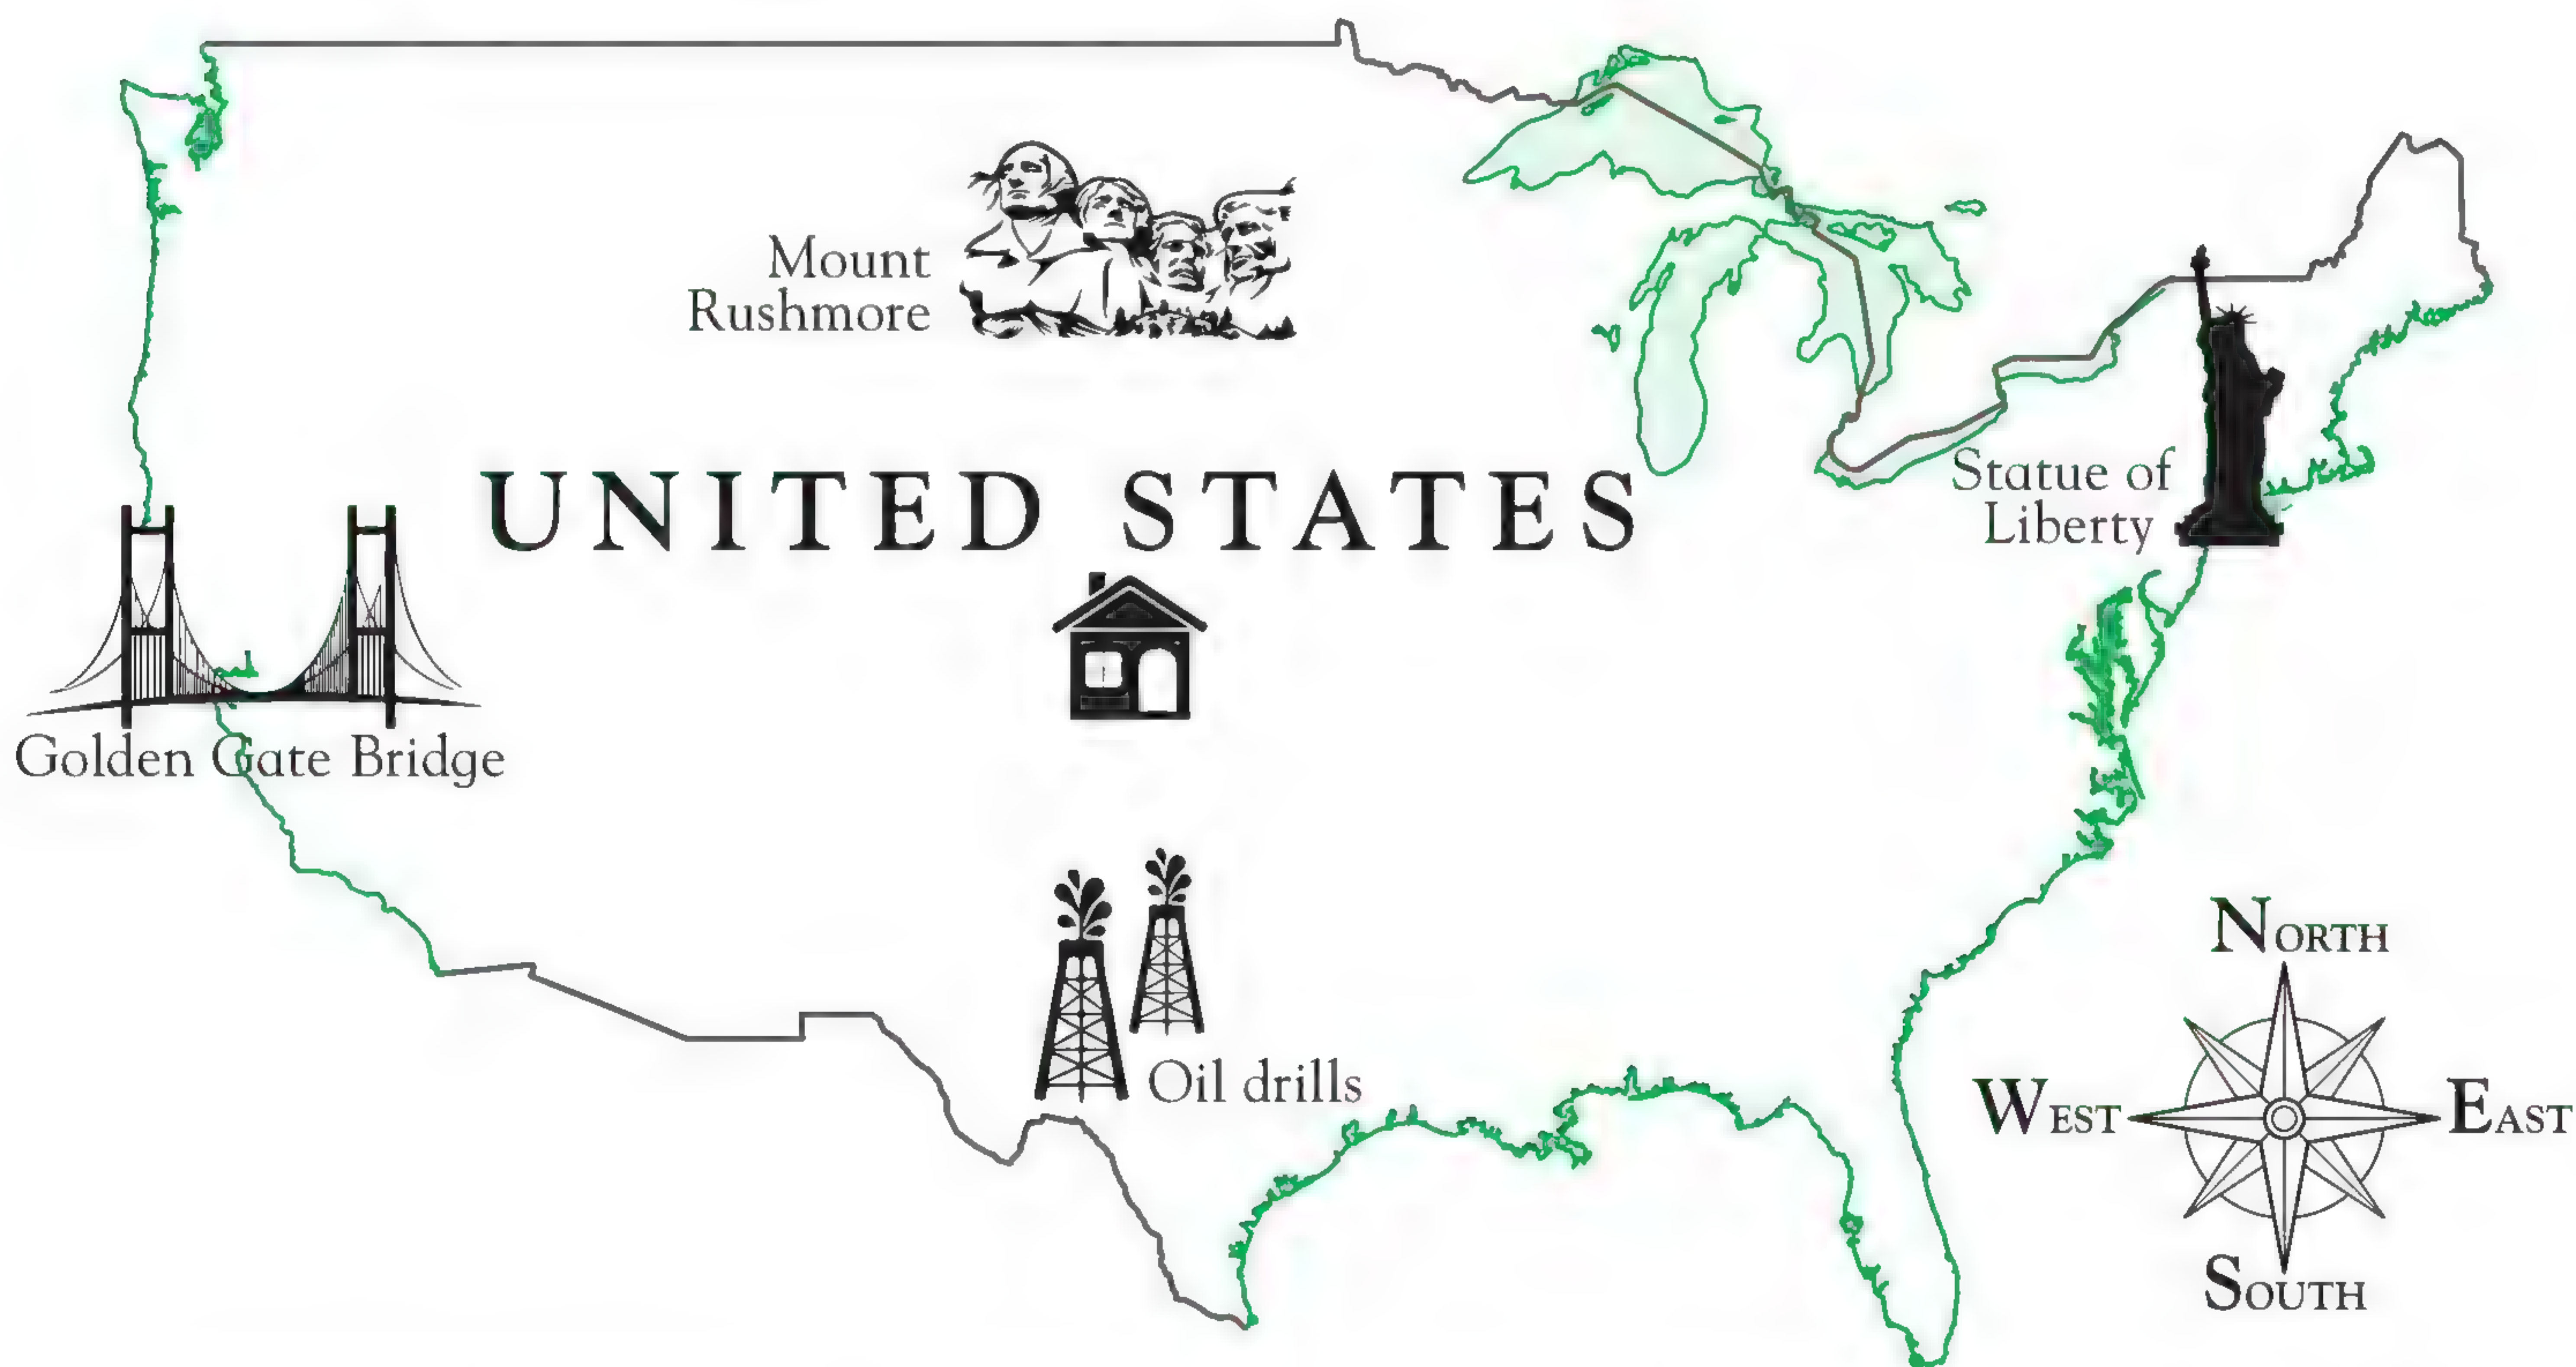 Mount
Rushmore
UNITED STATES
Statue of
Liberty
Golden Gate Bridge
Oil drills
NORTH
WEST
EAST
SOUTH